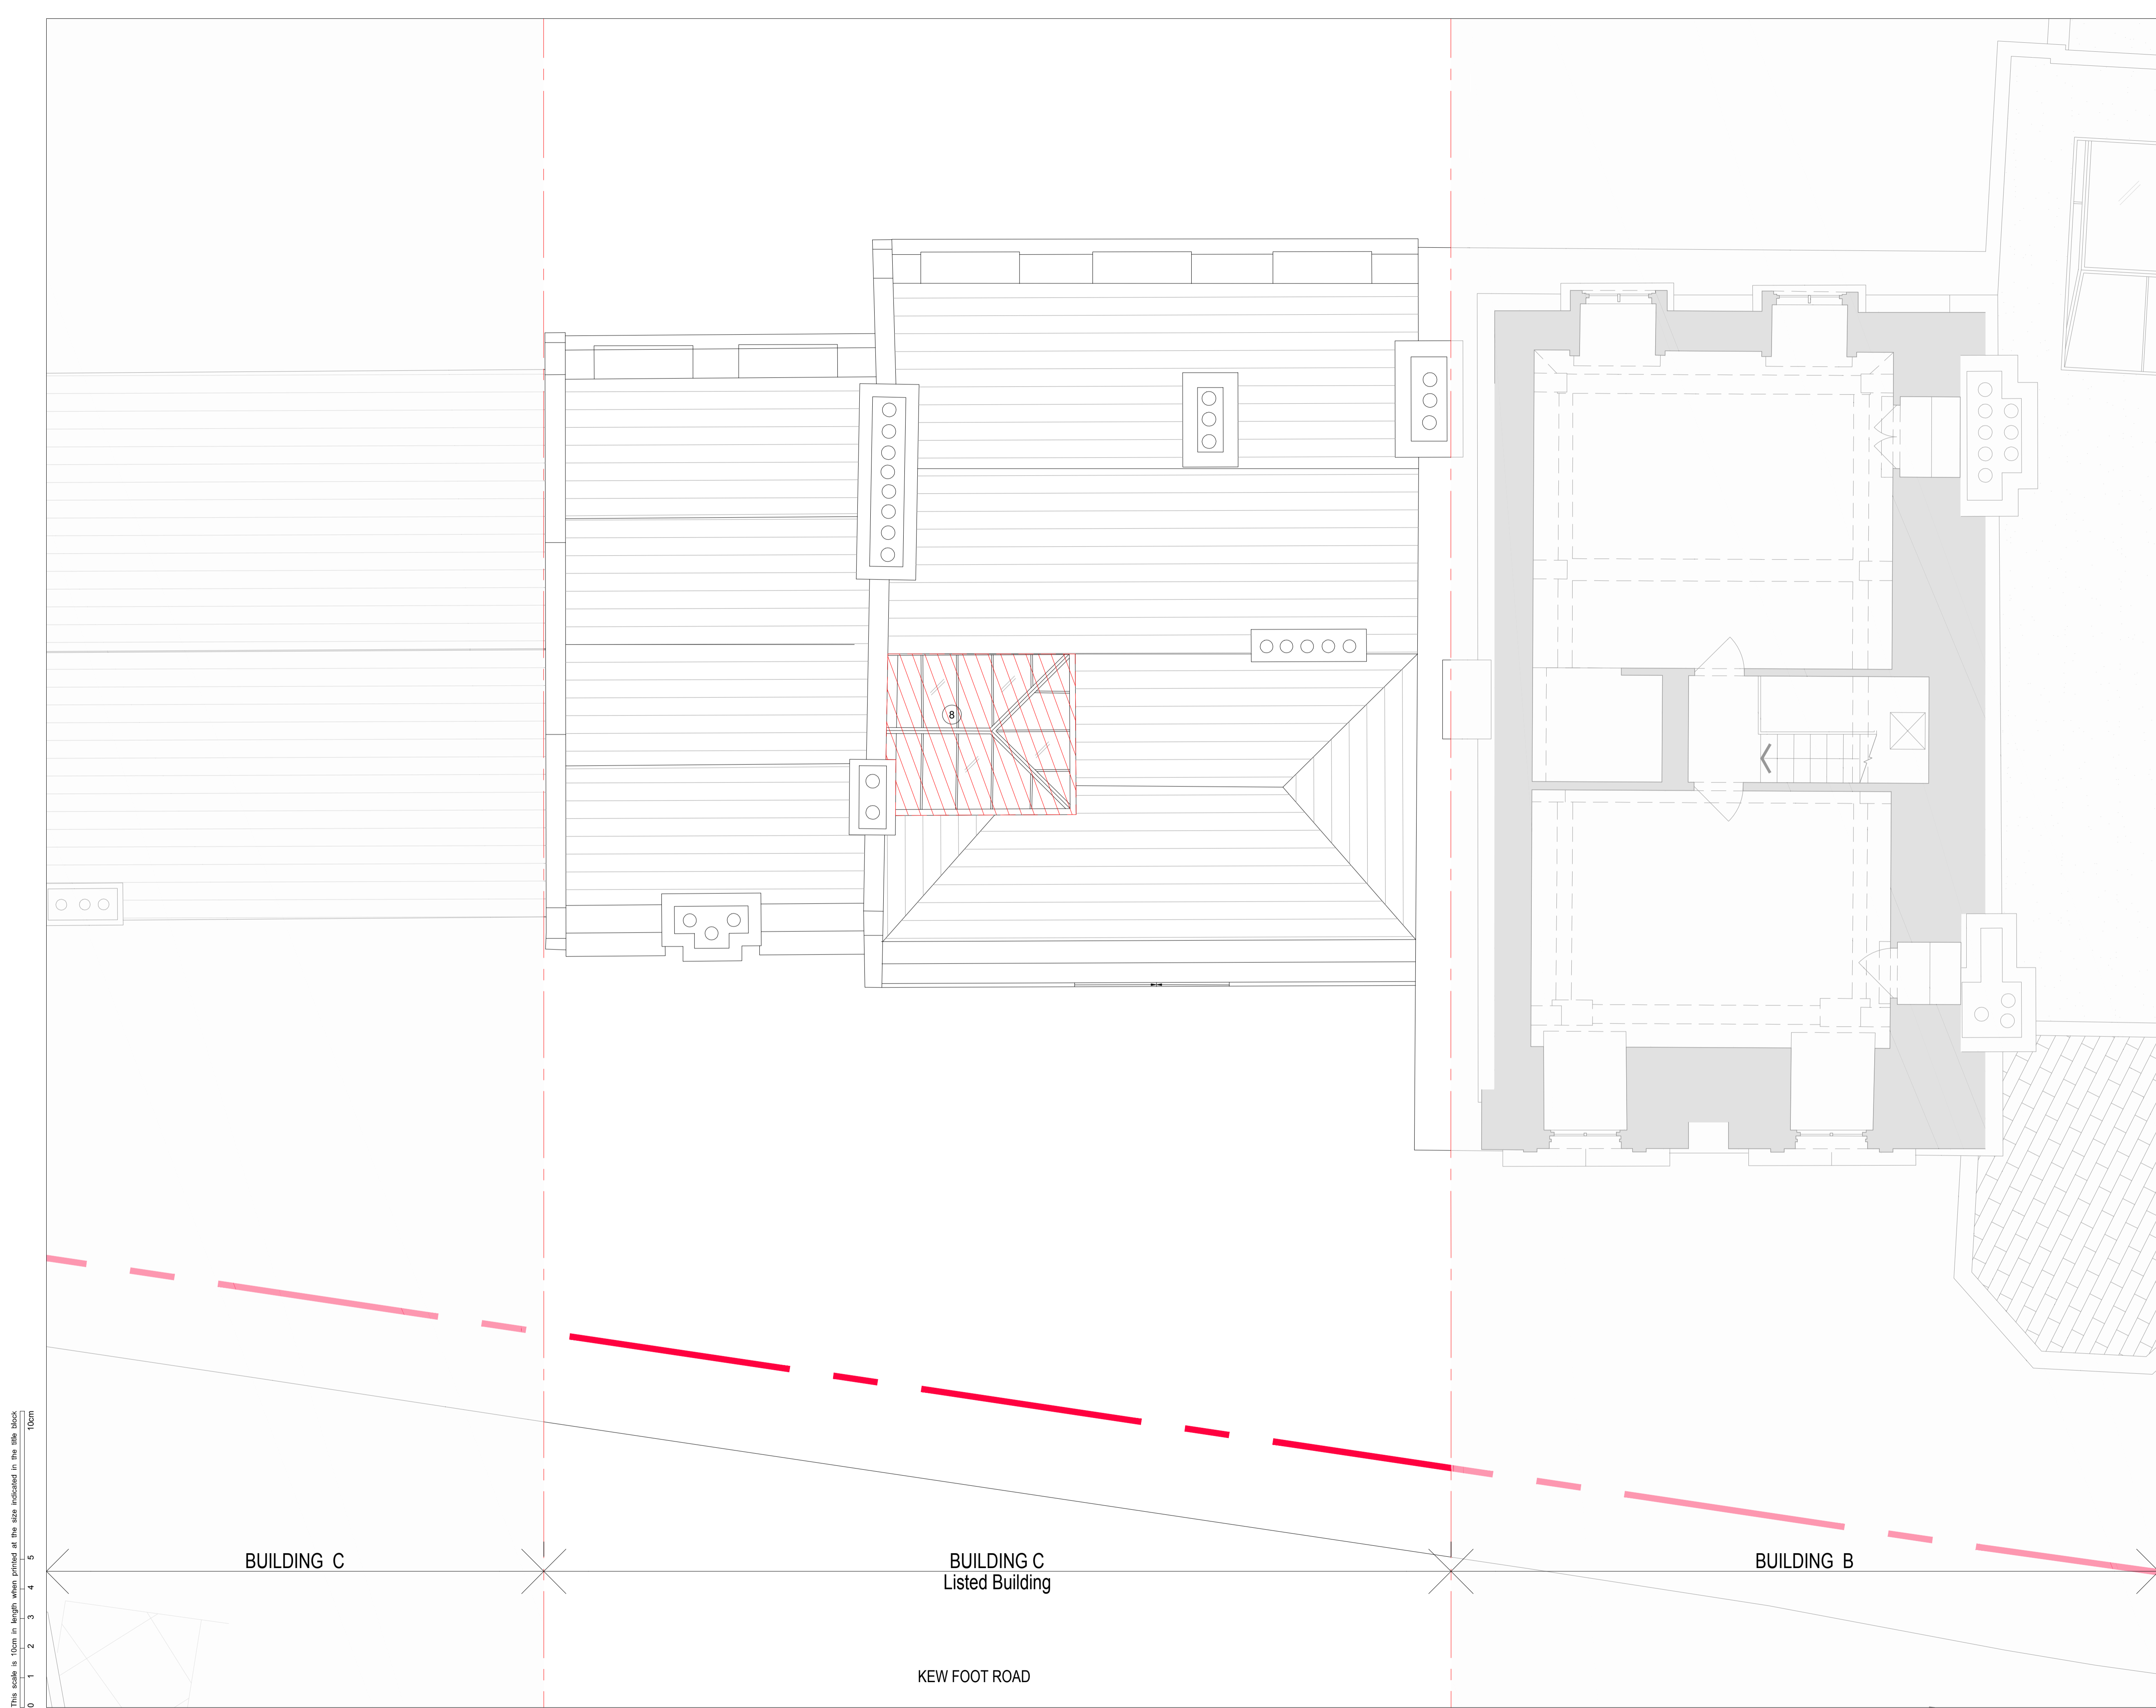 8
BUILDING C
BUILDING C
Listed Building
BUILDING B
KEW FOOT ROAD
This scale is 10cm in length when printed at the size indicated in the title block
0 1 2 3 4 5 10cm